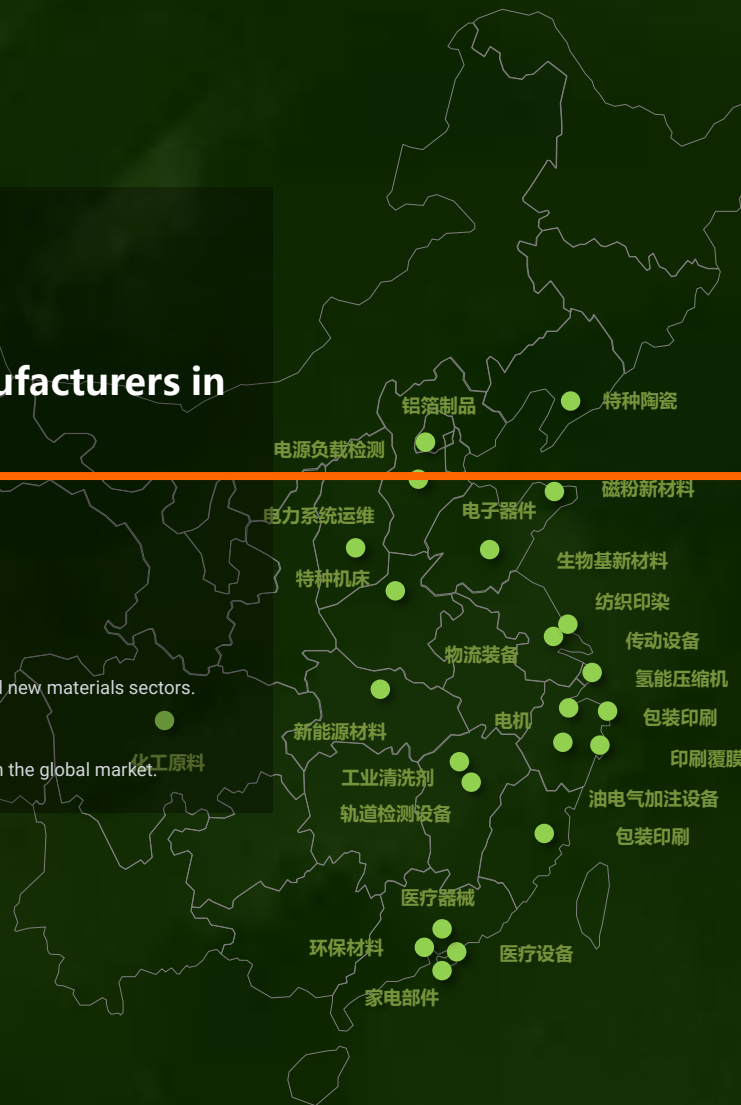 ufacturers in
铝箔制品
特种陶瓷
电源负载检测
磁粉新材料
电子器件
电力系统运维
生物基新材料
特种机床
纺织印染
传动设备
物流装备
氢能压缩机
new materials sectors.
包装印刷
电机
新能源材料
印刷覆膜
化工原料
the global market.
工业清洗剂
油电气加注设备
轨道检测设备
包装印刷
医疗器械
环保材料
医疗设备
家电部件